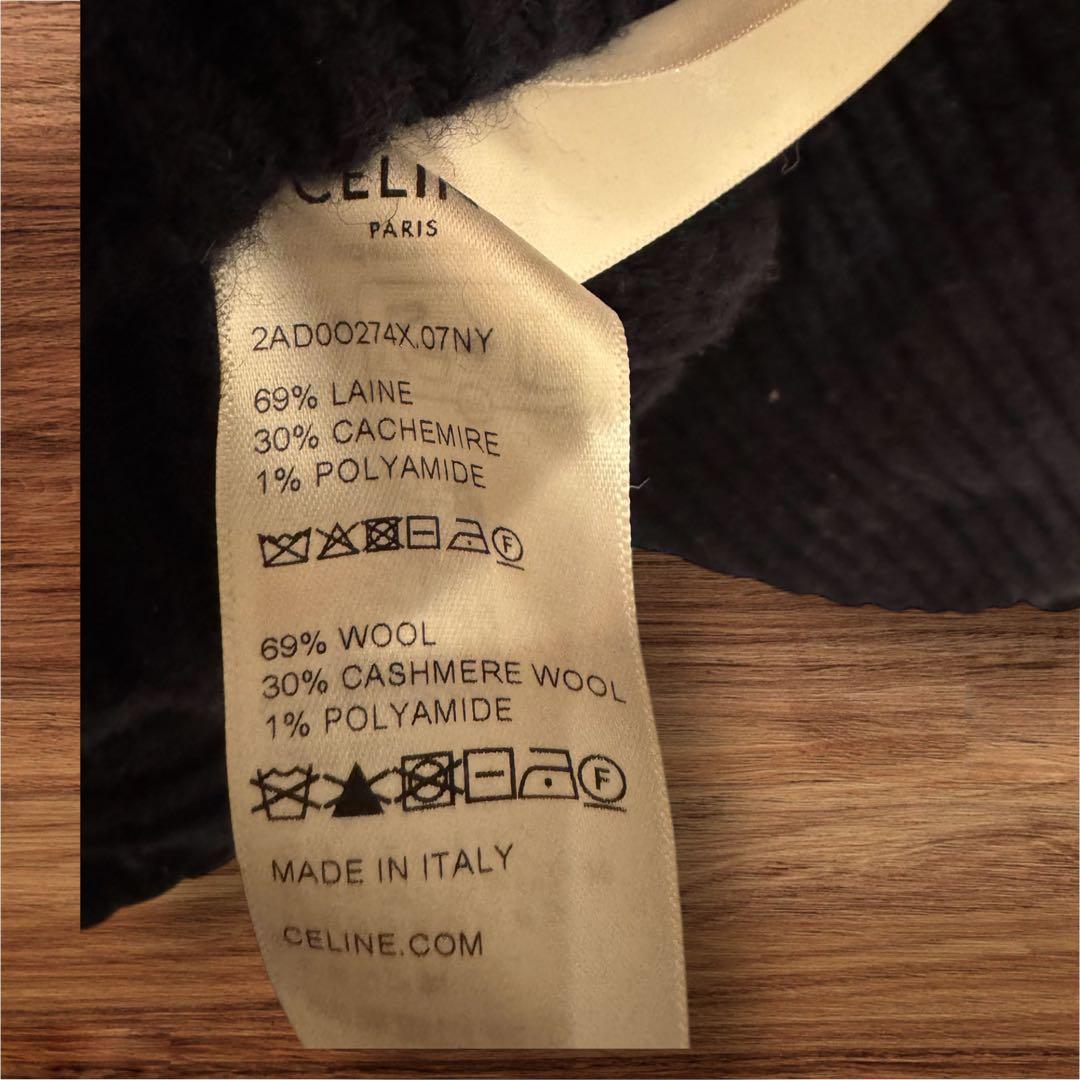 PARIS
2AD0O274X.07NY
69% LAINE
30% CACHEMIRE
1% POLYAMIDE
F
69% WOOL
30% CASHMERE WOOL
1% POLYAMIDE
F
MADE IN ITALY
CELINE.COM